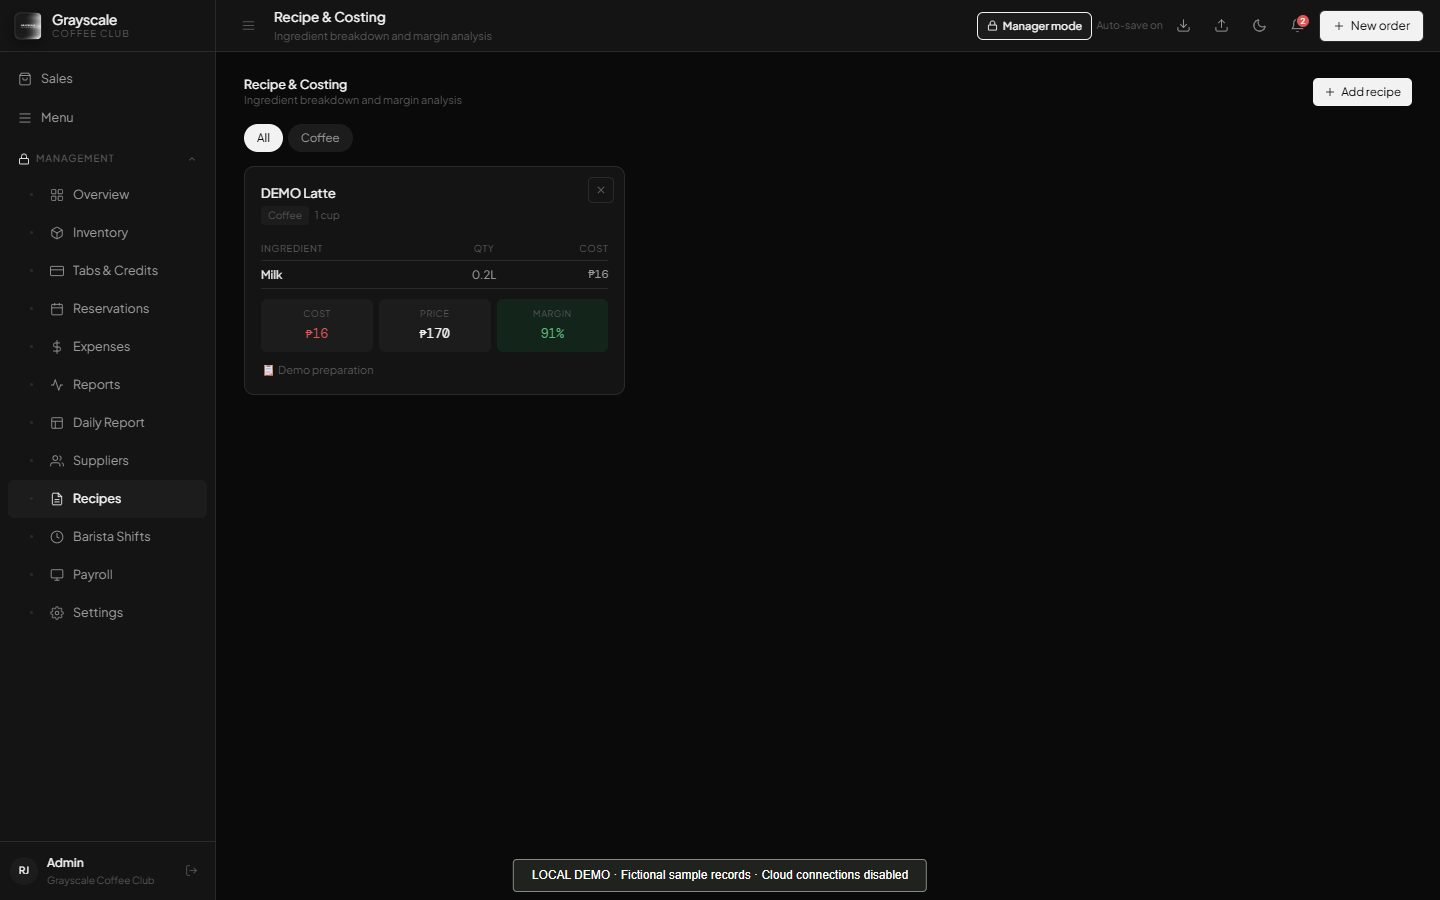 Grayscale
COFFEE CLUB
Recipe & Costing
Ingredient breakdown and margin analysis
Manager mode
Auto-save on
2
+ New order
Sales
Menu
MANAGEMENT
Overview
Inventory
Tabs & Credits
Reservations
Expenses
Reports
Daily Report
Suppliers
Recipes
Barista Shifts
Payroll
Settings
RJ
Admin
Grayscale Coffee Club
Recipe & Costing
Ingredient breakdown and margin analysis
+ Add recipe
All Coffee
DEMO Latte
Coffee 1 cup
INGREDIENT QTY COST
Milk 0.2L ₱16
COST PRICE MARGIN
₱16 ₱170 91%
Demo preparation
LOCAL DEMO · Fictional sample records · Cloud connections disabled